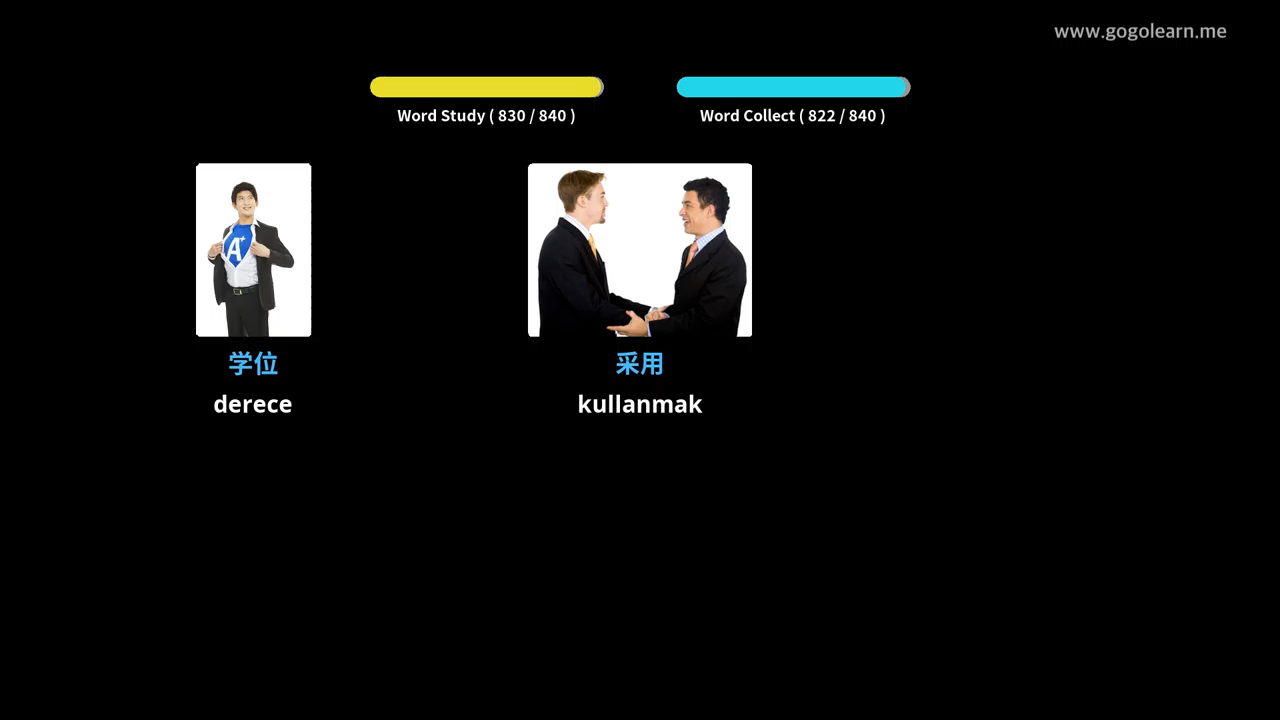 www.gogolearn.me
Word Study ( 830 / 840 )
Word Collect ( 822 / 840 )
A+
学位
derece
采用
kullanmak